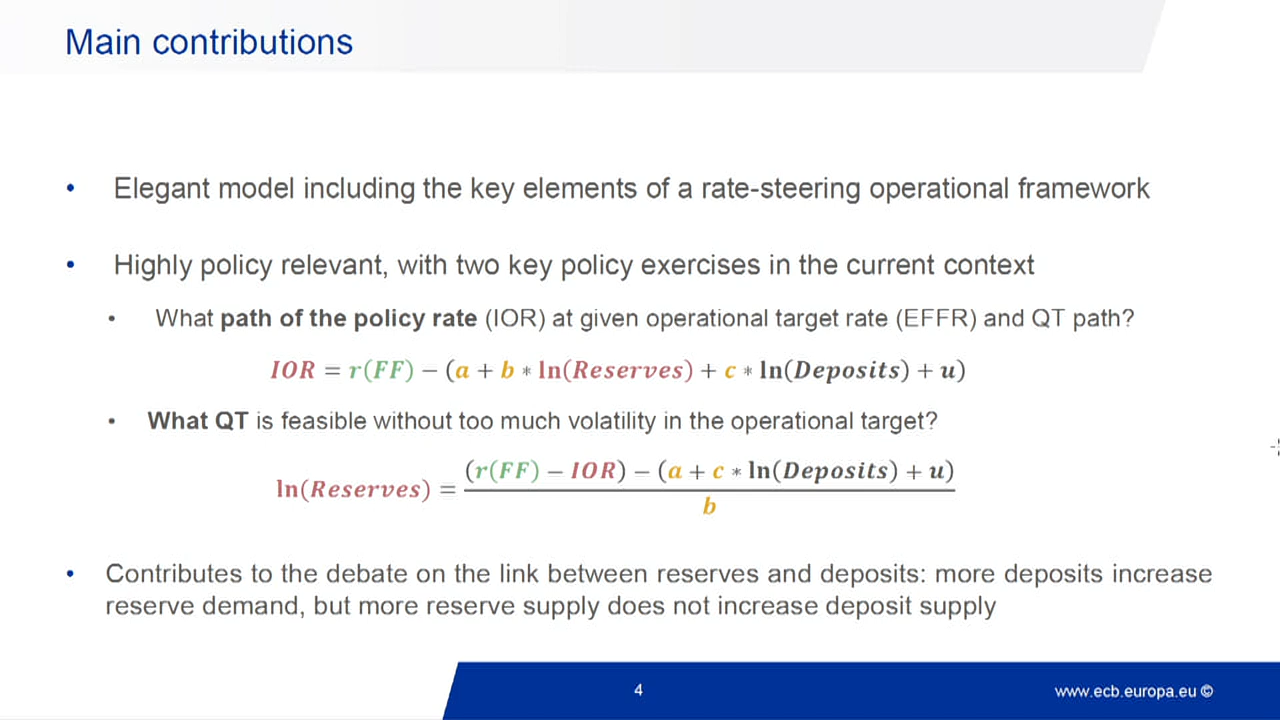 Main contributions
• Elegant model including the key elements of a rate-steering operational framework
• Highly policy relevant, with two key policy exercises in the current context
• What path of the policy rate (IOR) at given operational target rate (EFFR) and QT path?
IOR = r(FF) − (a + b ∗ ln(Reserves) + c ∗ ln(Deposits) + u)
• What QT is feasible without too much volatility in the operational target?
ln(Reserves) = ((r(FF) − IOR) − (a + c ∗ ln(Deposits) + u)) / b
• Contributes to the debate on the link between reserves and deposits: more deposits increase
reserve demand, but more reserve supply does not increase deposit supply
4
www.ecb.europa.eu ©